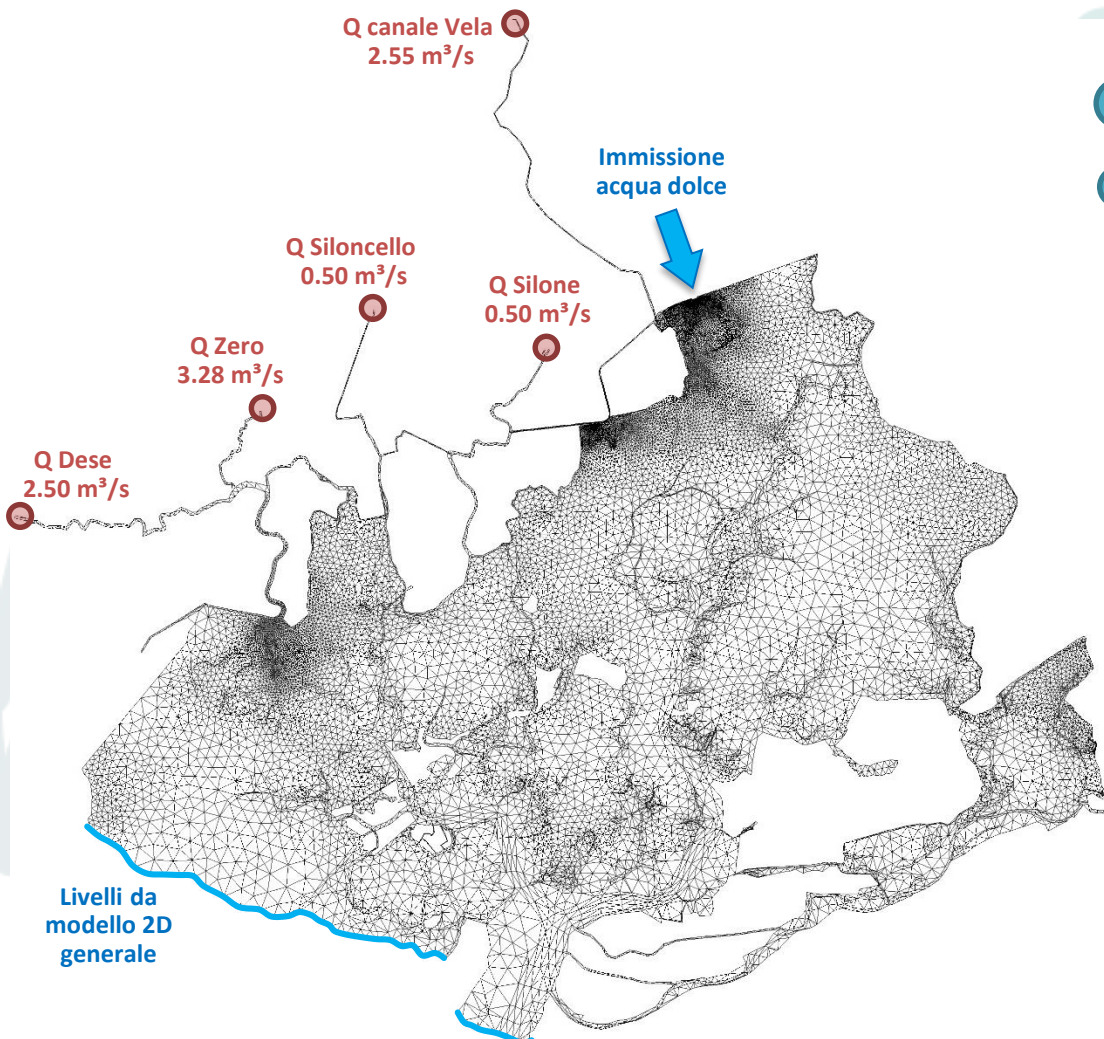 Q canale Vela
2.55 m³/s
Immissione
acqua dolce
Q Siloncello
0.50 m³/s
Q Silone
0.50 m³/s
Q Zero
3.28 m³/s
Q Dese
2.50 m³/s
Livelli da
modello 2D
generale